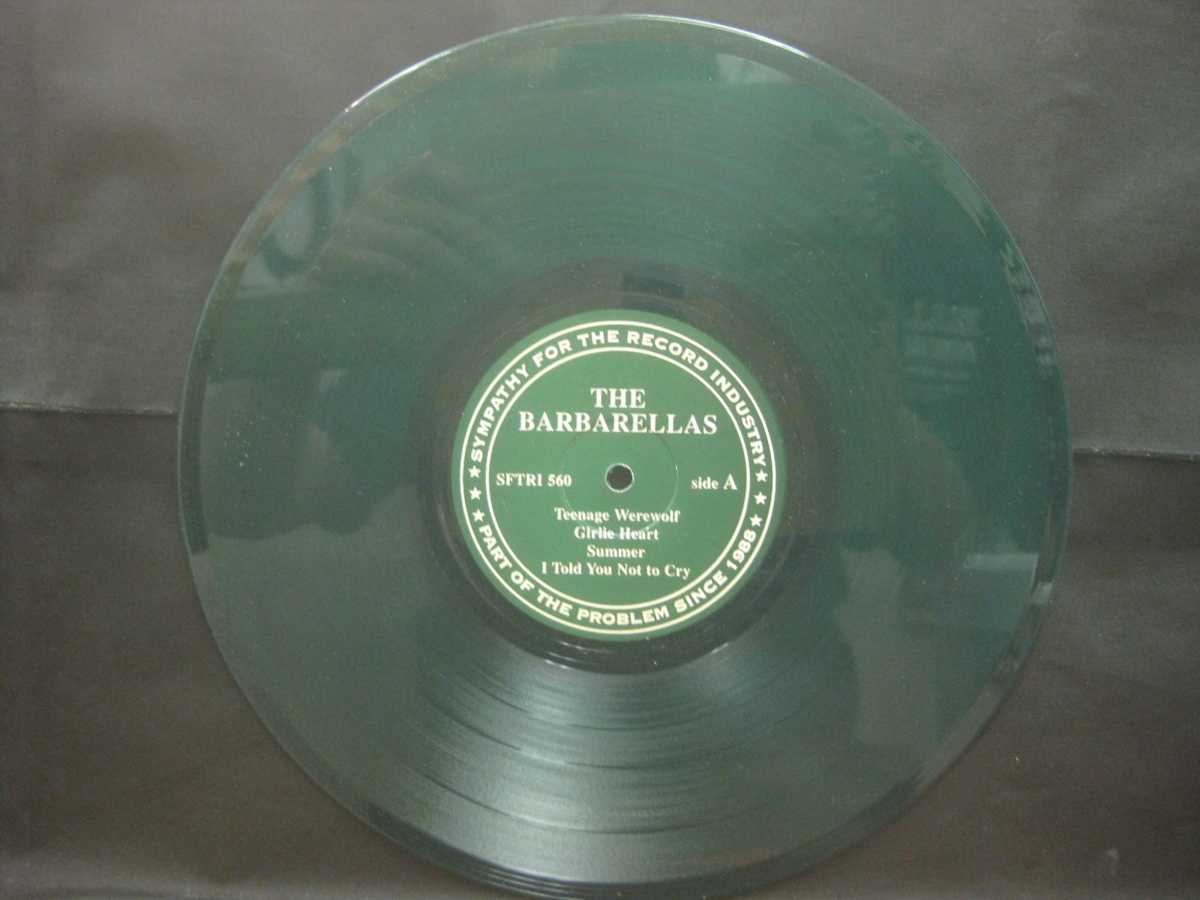 SYMPATHY FOR THE RECORD INDUSTRY
THE
BARBARELLAS
SFTRI 560
side A
Teenage Werewolf
Girlie Heart
Summer
I Told You Not to Cry
PART OF THE PROBLEM SINCE 1988